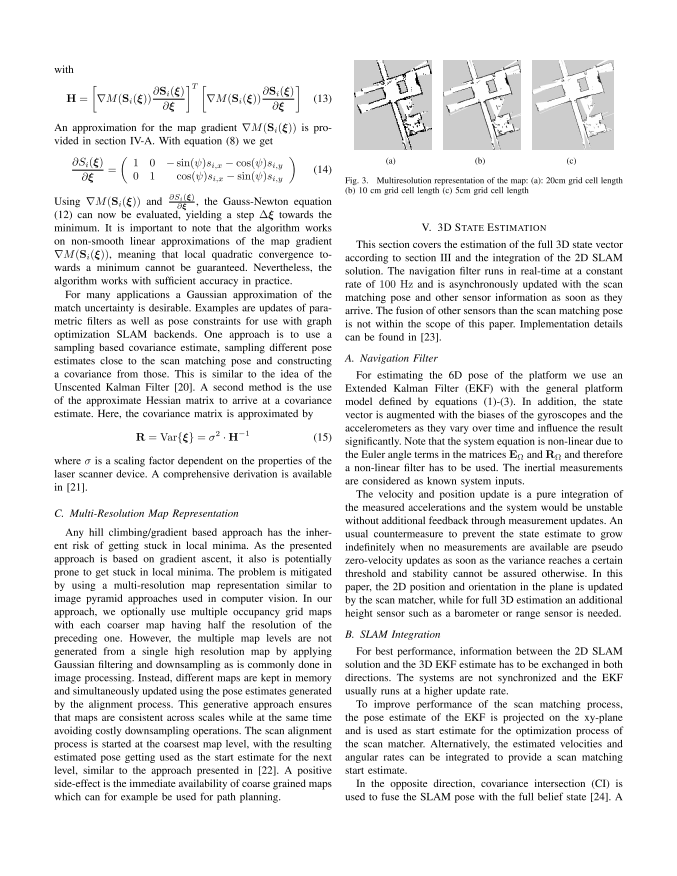 with
H = [∇M(S_i(ξ)) ∂S_i(ξ)/∂ξ]^T [∇M(S_i(ξ)) ∂S_i(ξ)/∂ξ] (13)
An approximation for the map gradient ∇M(S_i(ξ)) is pro-
vided in section IV-A. With equation (8) we get
∂S_i(ξ)/∂ξ = ( 1 0 −sin(ψ)s_{i,x} − cos(ψ)s_{i,y}
0 1 cos(ψ)s_{i,x} − sin(ψ)s_{i,y} ) (14)
Using ∇M(S_i(ξ)) and ∂S_i(ξ)/∂ξ, the Gauss-Newton equation
(12) can now be evaluated, yielding a step Δξ towards the
minimum. It is important to note that the algorithm works
on non-smooth linear approximations of the map gradient
∇M(S_i(ξ)), meaning that local quadratic convergence to-
wards a minimum cannot be guaranteed. Nevertheless, the
algorithm works with sufficient accuracy in practice.
For many applications a Gaussian approximation of the
match uncertainty is desirable. Examples are updates of para-
metric filters as well as pose constraints for use with graph
optimization SLAM backends. One approach is to use a
sampling based covariance estimate, sampling different pose
estimates close to the scan matching pose and constructing
a covariance from those. This is similar to the idea of the
Unscented Kalman Filter [20]. A second method is the use
of the approximate Hessian matrix to arrive at a covariance
estimate. Here, the covariance matrix is approximated by
R = Var{ξ} = σ² · H⁻¹ (15)
where σ is a scaling factor dependent on the properties of the
laser scanner device. A comprehensive derivation is available
in [21].
C. Multi-Resolution Map Representation
Any hill climbing/gradient based approach has the inher-
ent risk of getting stuck in local minima. As the presented
approach is based on gradient ascent, it also is potentially
prone to get stuck in local minima. The problem is mitigated
by using a multi-resolution map representation similar to
image pyramid approaches used in computer vision. In our
approach, we optionally use multiple occupancy grid maps
with each coarser map having half the resolution of the
preceding one. However, the multiple map levels are not
generated from a single high resolution map by applying
Gaussian filtering and downsampling as is commonly done in
image processing. Instead, different maps are kept in memory
and simultaneously updated using the pose estimates generated
by the alignment process. This generative approach ensures
that maps are consistent across scales while at the same time
avoiding costly downsampling operations. The scan alignment
process is started at the coarsest map level, with the resulting
estimated pose getting used as the start estimate for the next
level, similar to the approach presented in [22]. A positive
side-effect is the immediate availability of coarse grained maps
which can for example be used for path planning.
(a) (b) (c)
Fig. 3. Multiresolution representation of the map: (a): 20cm grid cell length
(b) 10 cm grid cell length (c) 5cm grid cell length
V. 3D STATE ESTIMATION
This section covers the estimation of the full 3D state vector
according to section III and the integration of the 2D SLAM
solution. The navigation filter runs in real-time at a constant
rate of 100 Hz and is asynchronously updated with the scan
matching pose and other sensor information as soon as they
arrive. The fusion of other sensors than the scan matching pose
is not within the scope of this paper. Implementation details
can be found in [23].
A. Navigation Filter
For estimating the 6D pose of the platform we use an
Extended Kalman Filter (EKF) with the general platform
model defined by equations (1)-(3). In addition, the state
vector is augmented with the biases of the gyroscopes and the
accelerometers as they vary over time and influence the result
significantly. Note that the system equation is non-linear due to
the Euler angle terms in the matrices E_Ω and R_Ω and therefore
a non-linear filter has to be used. The inertial measurements
are considered as known system inputs.
The velocity and position update is a pure integration of
the measured accelerations and the system would be unstable
without additional feedback through measurement updates. An
usual countermeasure to prevent the state estimate to grow
indefinitely when no measurements are available are pseudo
zero-velocity updates as soon as the variance reaches a certain
threshold and stability cannot be assured otherwise. In this
paper, the 2D position and orientation in the plane is updated
by the scan matcher, while for full 3D estimation an additional
height sensor such as a barometer or range sensor is needed.
B. SLAM Integration
For best performance, information between the 2D SLAM
solution and the 3D EKF estimate has to be exchanged in both
directions. The systems are not synchronized and the EKF
usually runs at a higher update rate.
To improve performance of the scan matching process,
the pose estimate of the EKF is projected on the xy-plane
and is used as start estimate for the optimization process of
the scan matcher. Alternatively, the estimated velocities and
angular rates can be integrated to provide a scan matching
start estimate.
In the opposite direction, covariance intersection (CI) is
used to fuse the SLAM pose with the full belief state [24]. A